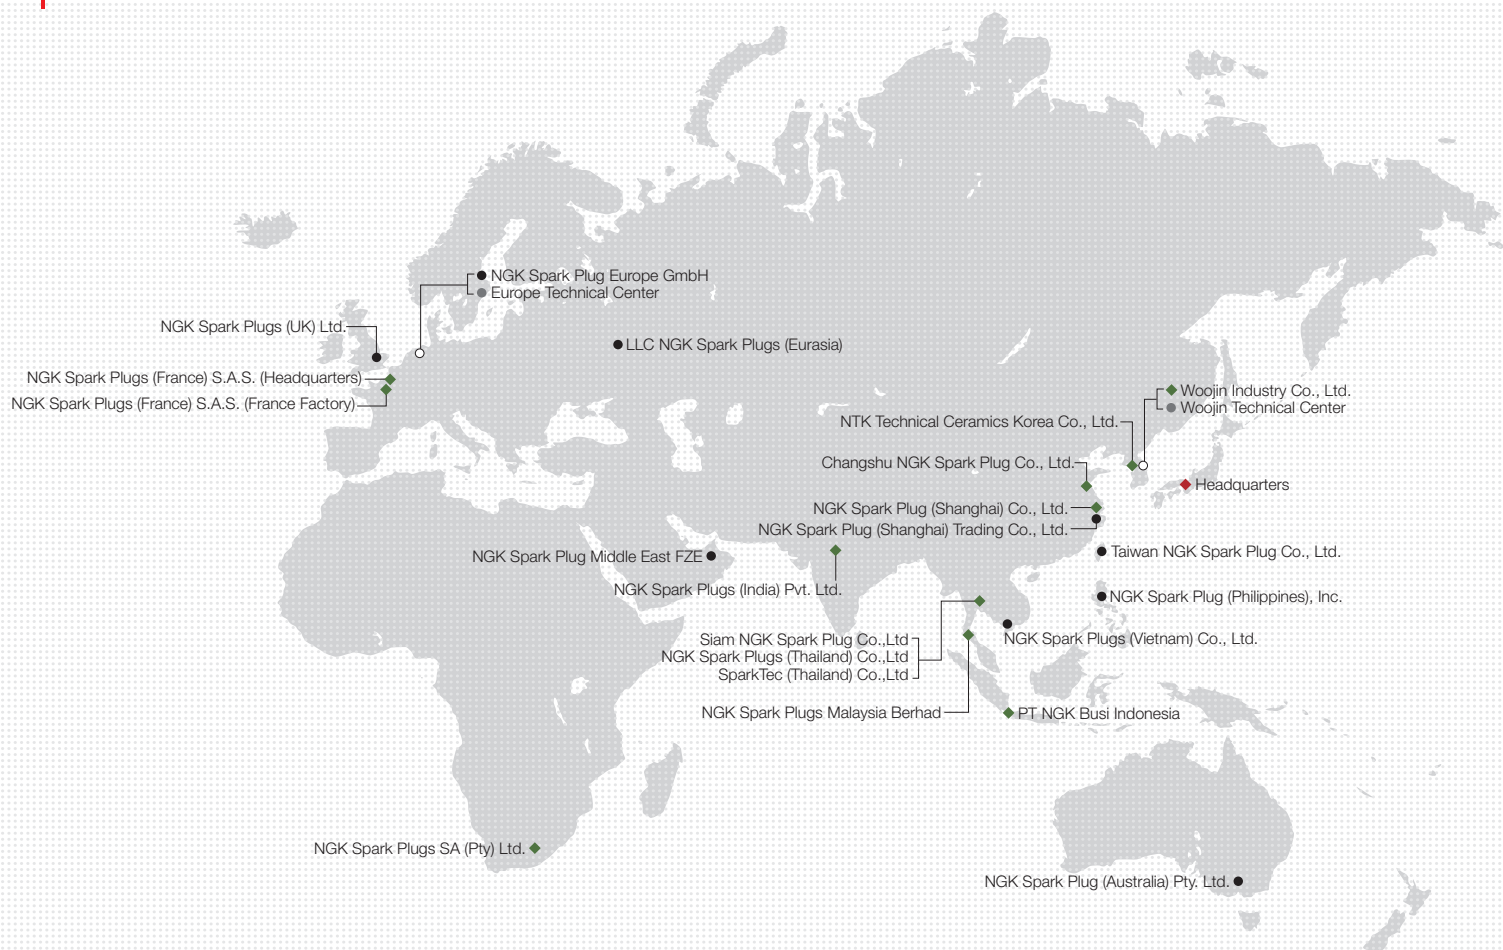 NGK Spark Plug Europe GmbH
Europe Technical Center
NGK Spark Plugs (UK) Ltd.
LLC NGK Spark Plugs (Eurasia)
NGK Spark Plugs (France) S.A.S. (Headquarters)
NGK Spark Plugs (France) S.A.S. (France Factory)
Woojin Industry Co., Ltd.
Woojin Technical Center
NTK Technical Ceramics Korea Co., Ltd.
Changshu NGK Spark Plug Co., Ltd.
Headquarters
NGK Spark Plug (Shanghai) Co., Ltd.
NGK Spark Plug (Shanghai) Trading Co., Ltd.
Taiwan NGK Spark Plug Co., Ltd.
NGK Spark Plug Middle East FZE
NGK Spark Plugs (India) Pvt. Ltd.
NGK Spark Plug (Philippines), Inc.
NGK Spark Plugs (Vietnam) Co., Ltd.
Siam NGK Spark Plug Co.,Ltd
NGK Spark Plugs (Thailand) Co.,Ltd
SparkTec (Thailand) Co.,Ltd
NGK Spark Plugs Malaysia Berhad
PT NGK Busi Indonesia
NGK Spark Plugs SA (Pty) Ltd.
NGK Spark Plug (Australia) Pty. Ltd.